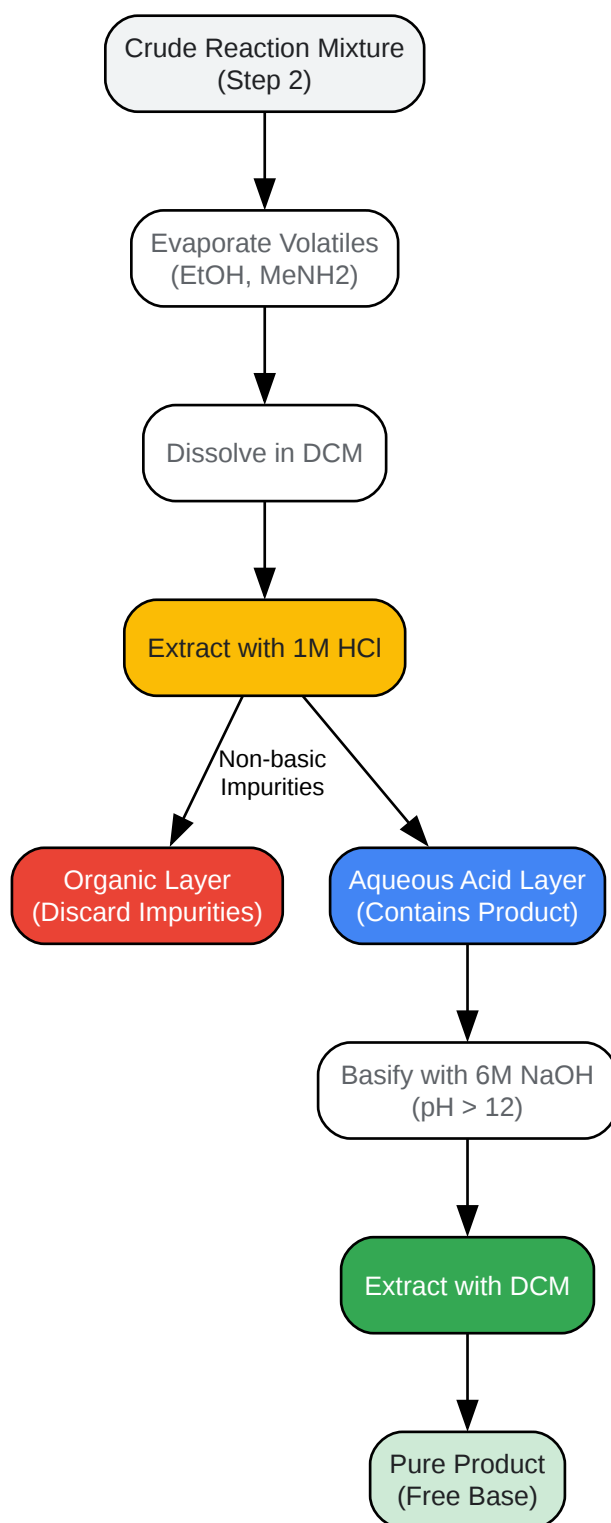 Crude Reaction Mixture
(Step 2)
Evaporate Volatiles
(EtOH, MeNH2)
Dissolve in DCM
Extract with 1M HCl
Non-basic
Impurities
Organic Layer
(Discard Impurities)
Aqueous Acid Layer
(Contains Product)
Basify with 6M NaOH
(pH > 12)
Extract with DCM
Pure Product
(Free Base)